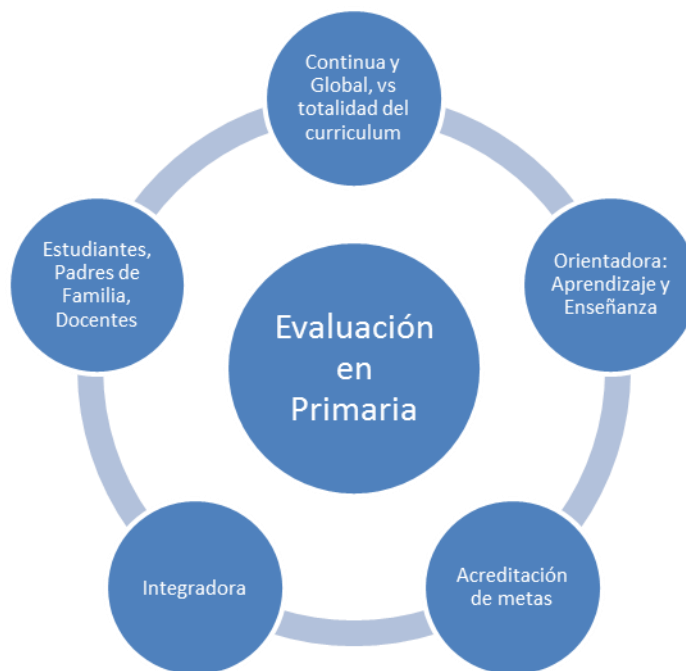 Continua y
Global, vs
totalidad del
curriculum
Orientadora:
Aprendizaje y
Enseñanza
Acreditación
de metas
Integradora
Estudiantes,
Padres de
Familia,
Docentes
Evaluación
en
Primaria